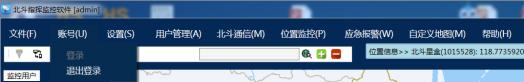 北斗指挥监控软件 [admin]
文件(F) 账号(U) 设置(S) 用户管理(A) 北斗通信(M) 位置监控(P) 应急报警(W) 自定义地图(M) 帮助(H)
登录
位置信息>> 北斗星盒(1015528): 118.7735920
监控用户
退出登录